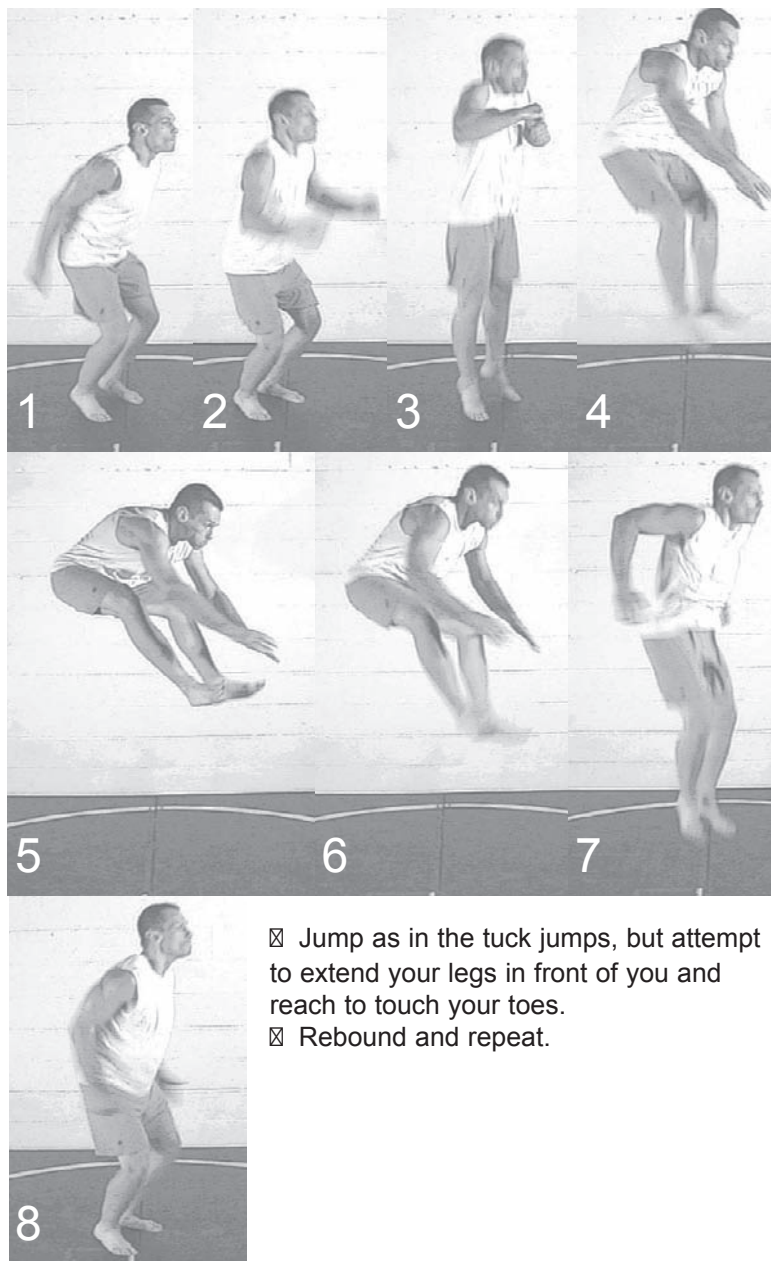 1 2 3 4
5 6 7
8
☒ Jump as in the tuck jumps, but attempt
to extend your legs in front of you and
reach to touch your toes.
☒ Rebound and repeat.